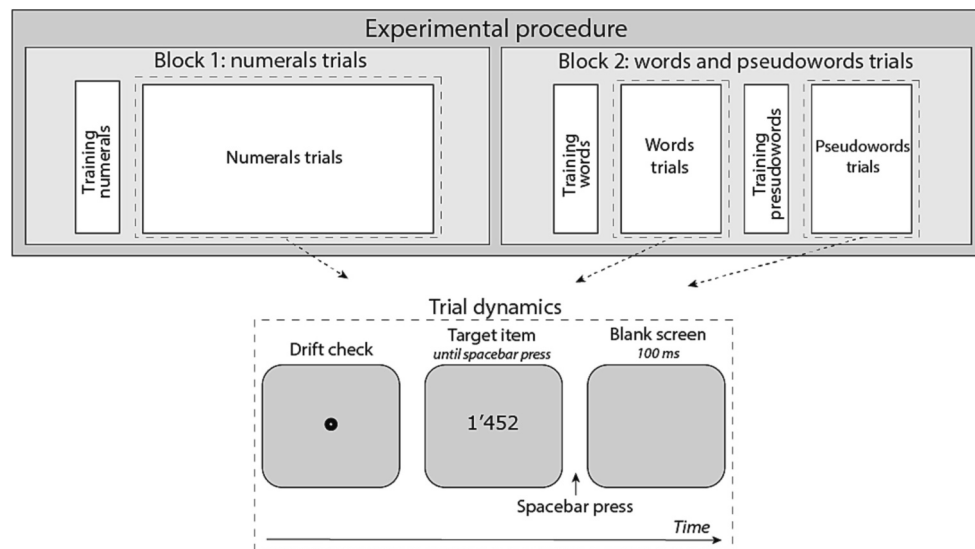 Experimental procedure
Block 1: numerals trials
Training
numerals
Numerals trials
Block 2: words and pseudowords trials
Training
words
Words
trials
Training
presudowords
Pseudowords
trials
Trial dynamics
Drift check
Target item
until spacebar press
1’452
Blank screen
100 ms
Spacebar press
Time